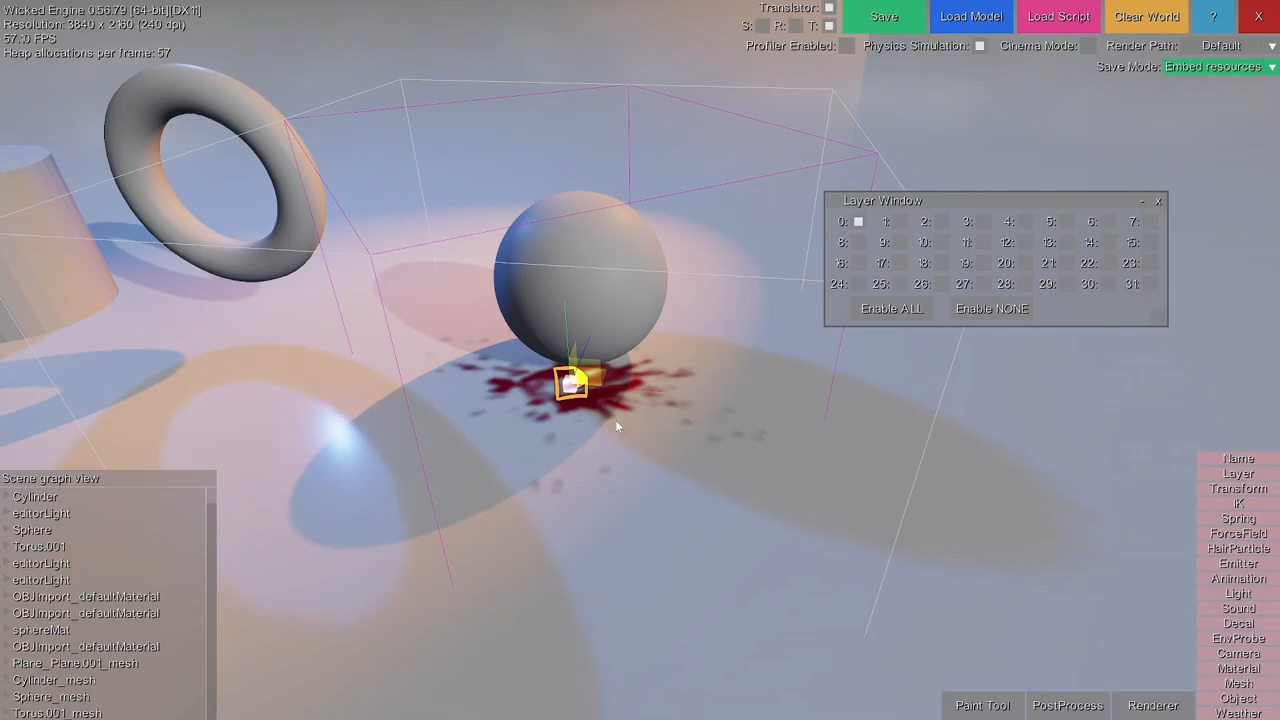 Wicked Engine 0.56.79 [64-bit][DX11]
Resolution: 3840 x 2160 (240 dpi)
57.10 FPS
Heap allocations per frame: 57
Translator:
S: R: T:
Save
Load Model
Load Script
Clear World
?
X
Profiler Enabled: Physics Simulation: Cinema Mode: Render Path: Default
Save Mode: Embed resources
Layer Window - x
0: 1: 2: 3: 4: 5: 6: 7:
8: 9: 10: 11: 12: 13: 14: 15:
16: 17: 18: 19: 20: 21: 22: 23:
24: 25: 26: 27: 28: 29: 30: 31:
Enable ALL Enable NONE
Scene graph view
Cylinder
editorLight
Sphere
Torus.001
editorLight
editorLight
OBJImport_defaultMaterial
OBJImport_defaultMaterial
sphereMat
OBJImport_defaultMaterial
Plane_Plane.001_mesh
Cylinder_mesh
Sphere_mesh
Torus.001_mesh
Name
Layer
Transform
IK
Spring
ForceField
HairParticle
Emitter
Animation
Light
Sound
Decal
EnvProbe
Camera
Material
Mesh
Object
Weather
Paint Tool PostProcess Renderer